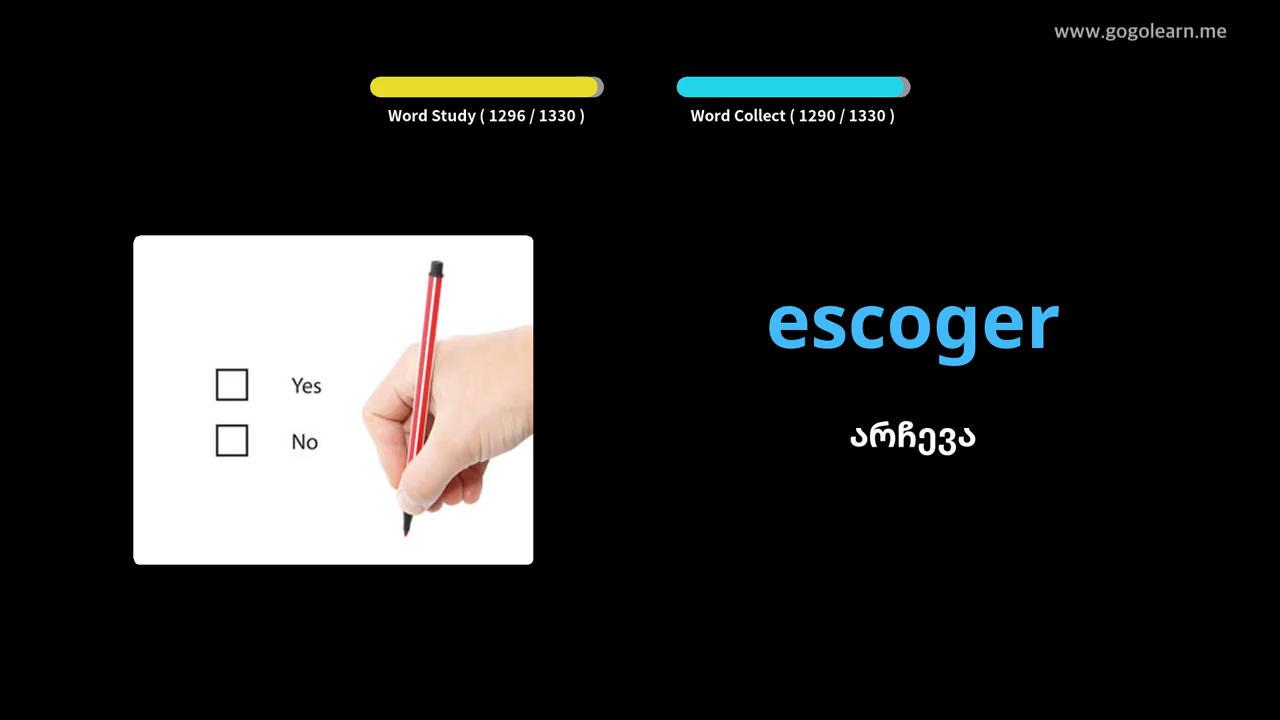 www.gogolearn.me
Word Study ( 1296 / 1330 )
Word Collect ( 1290 / 1330 )
Yes
No
escoger
არჩევა